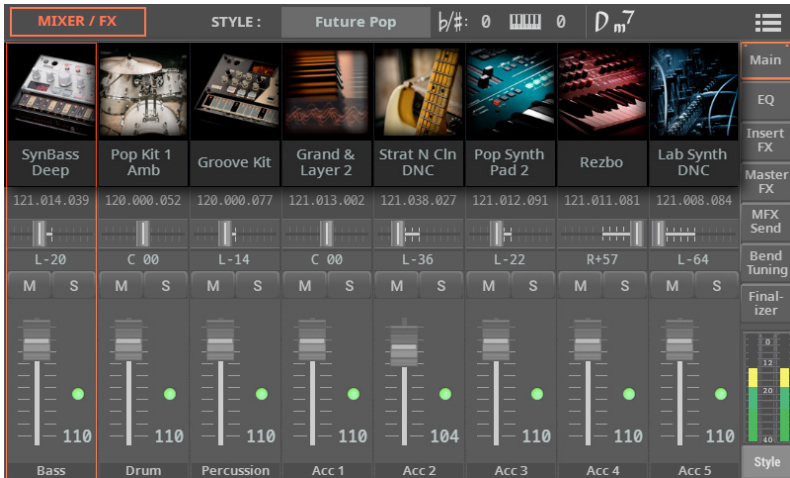 MIXER / FX STYLE : Future Pop b/#: 0 0 D m7
Main
EQ
Insert
FX
Master
FX
MFX
Send
Bend
Tuning
Final-
izer
SynBass
Deep
Pop Kit 1
Amb
Groove Kit
Grand &
Layer 2
Strat N Cln
DNC
Pop Synth
Pad 2
Rezbo
Lab Synth
DNC
121.014.039 120.000.052 120.000.077 121.013.002 121.038.027 121.012.091 121.011.081 121.008.084
L-20 C 00 L-14 C 00 L-36 L-22 R+57 L-64
M S M S M S M S M S M S M S M S
0
12
20
40
110 110 110 110 104 110 110 110
Bass Drum Percussion Acc 1 Acc 2 Acc 3 Acc 4 Acc 5
Style